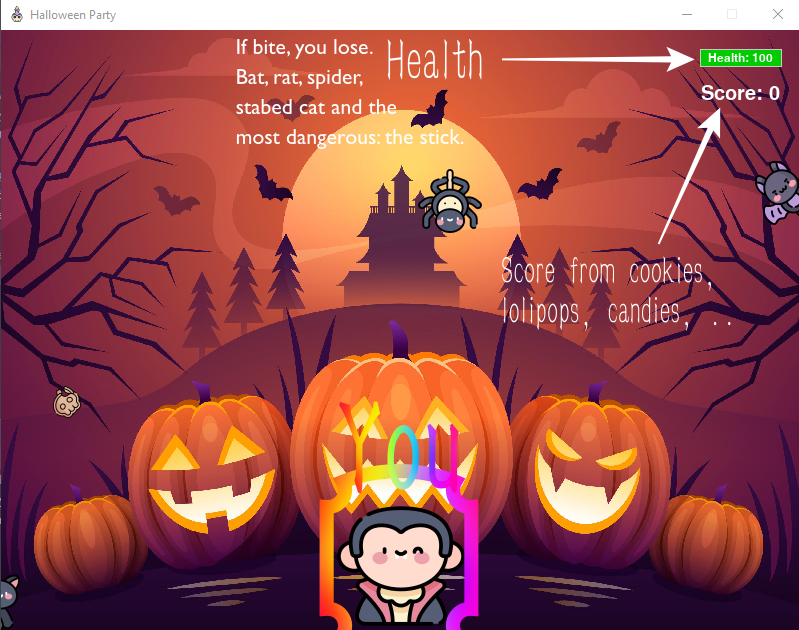 Halloween Party
If bite, you lose.
Bat, rat, spider,
stabed cat and the
most dangerous: the stick.
Health
Health: 100
Score: 0
Score from cookies,
lolipops, candies, ..
You